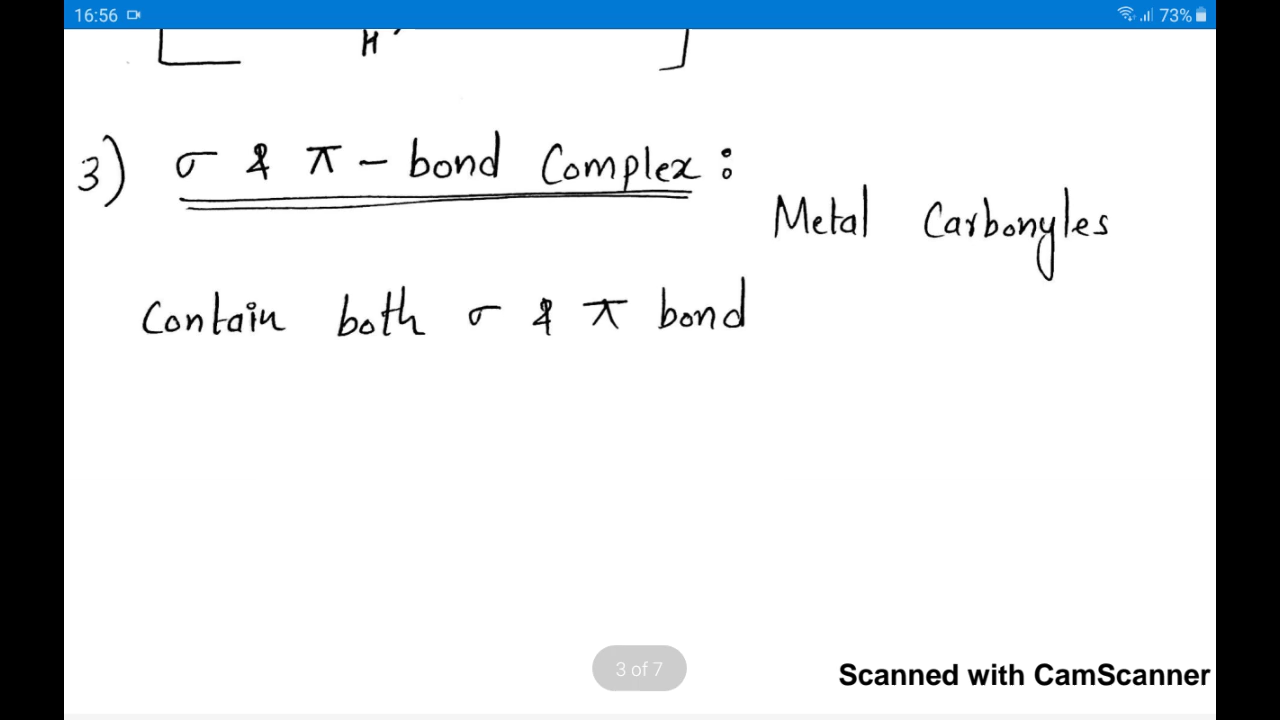 16:56
73%
H
3) σ & π - bond Complex :
Metal Carbonyles
Contain both σ & π bond
3 of 7
Scanned with CamScanner